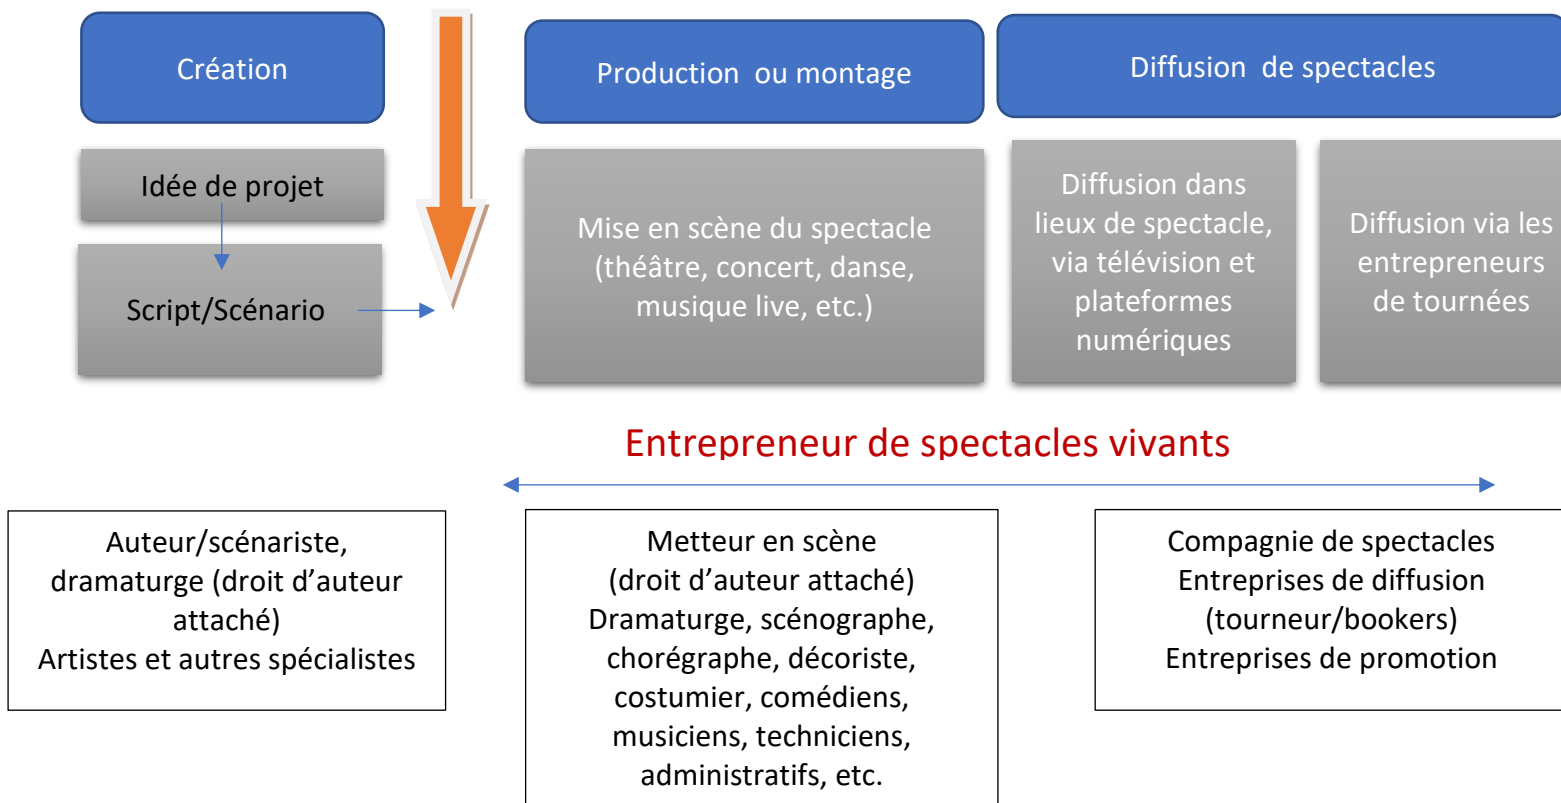 Création
Production ou montage
Diffusion de spectacles
Idée de projet
Script/Scénario
Mise en scène du spectacle
(théâtre, concert, danse,
musique live, etc.)
Diffusion dans
lieux de spectacle,
via télévision et
plateformes
numériques
Diffusion via les
entrepreneurs
de tournées
Entrepreneur de spectacles vivants
Auteur/scénariste,
dramaturge (droit d’auteur
attaché)
Artistes et autres spécialistes
Metteur en scène
(droit d’auteur attaché)
Dramaturge, scénographe,
chorégraphe, décoriste,
costumier, comédiens,
musiciens, techniciens,
administratifs, etc.
Compagnie de spectacles
Entreprises de diffusion
(tourneur/bookers)
Entreprises de promotion